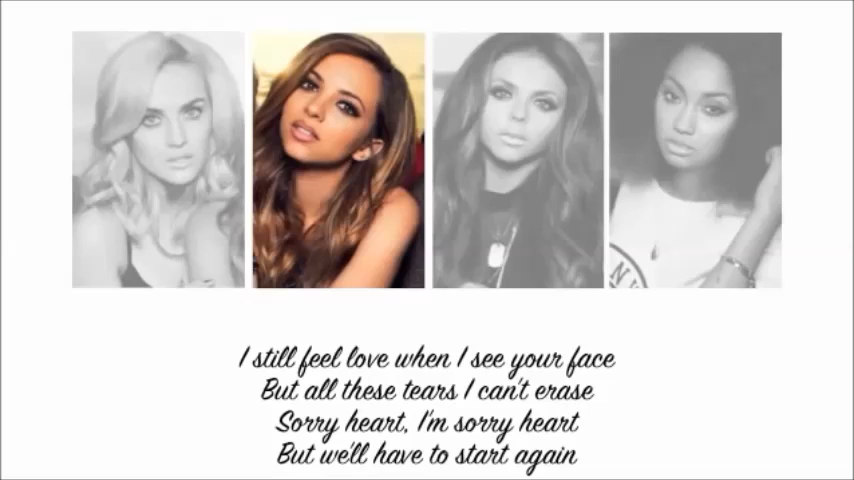 I still feel love when I see your face
But all these tears I can't erase
Sorry heart, I'm sorry heart
But we'll have to start again